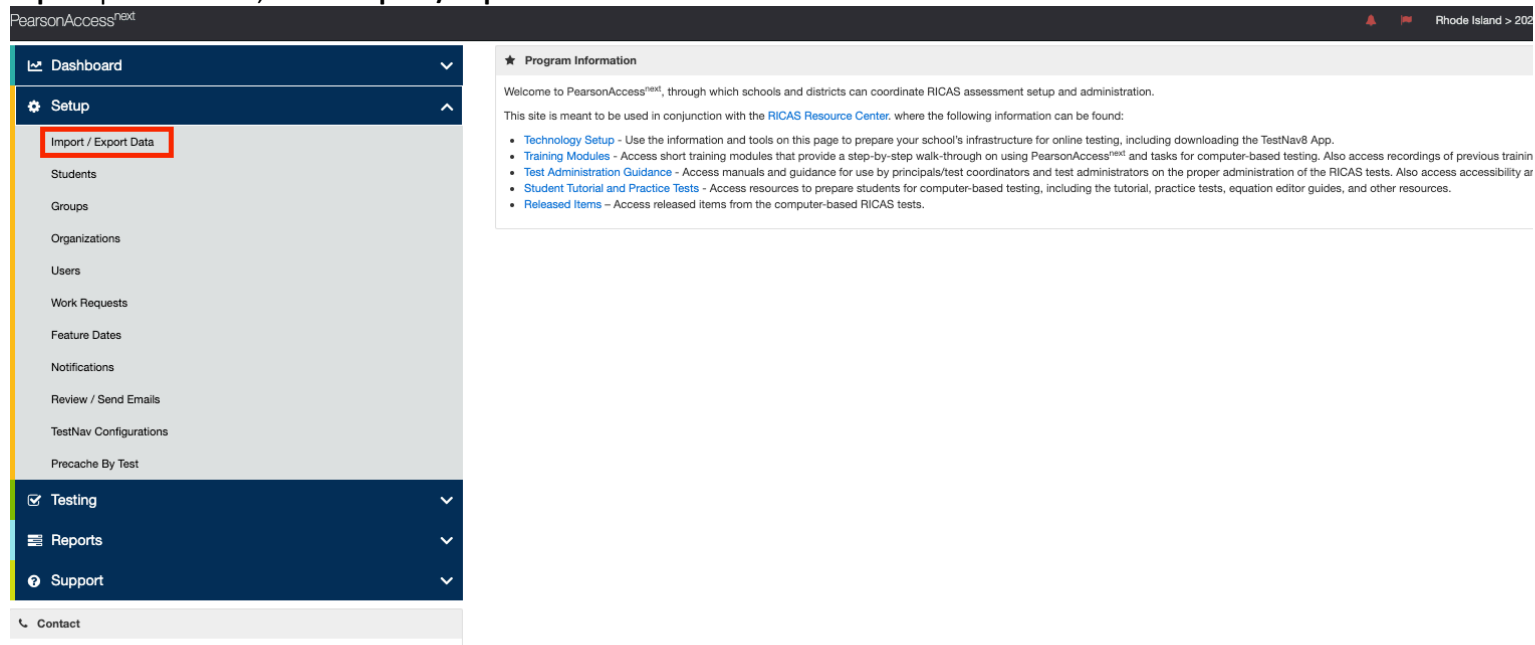 PearsonAccessnext
Rhode Island > 202
Dashboard
Setup
Import / Export Data
Students
Groups
Organizations
Users
Work Requests
Feature Dates
Notifications
Review / Send Emails
TestNav Configurations
Precache By Test
Testing
Reports
Support
Contact
Program Information
Welcome to PearsonAccessnext, through which schools and districts can coordinate RICAS assessment setup and administration.
This site is meant to be used in conjunction with the RICAS Resource Center. where the following information can be found:
Technology Setup - Use the information and tools on this page to prepare your school's infrastructure for online testing, including downloading the TestNav8 App.
Training Modules - Access short training modules that provide a step-by-step walk-through on using PearsonAccessnext and tasks for computer-based testing. Also access recordings of previous trainin
Test Administration Guidance - Access manuals and guidance for use by principals/test coordinators and test administrators on the proper administration of the RICAS tests. Also access accessibility an
Student Tutorial and Practice Tests - Access resources to prepare students for computer-based testing, including the tutorial, practice tests, equation editor guides, and other resources.
Released Items – Access released items from the computer-based RICAS tests.